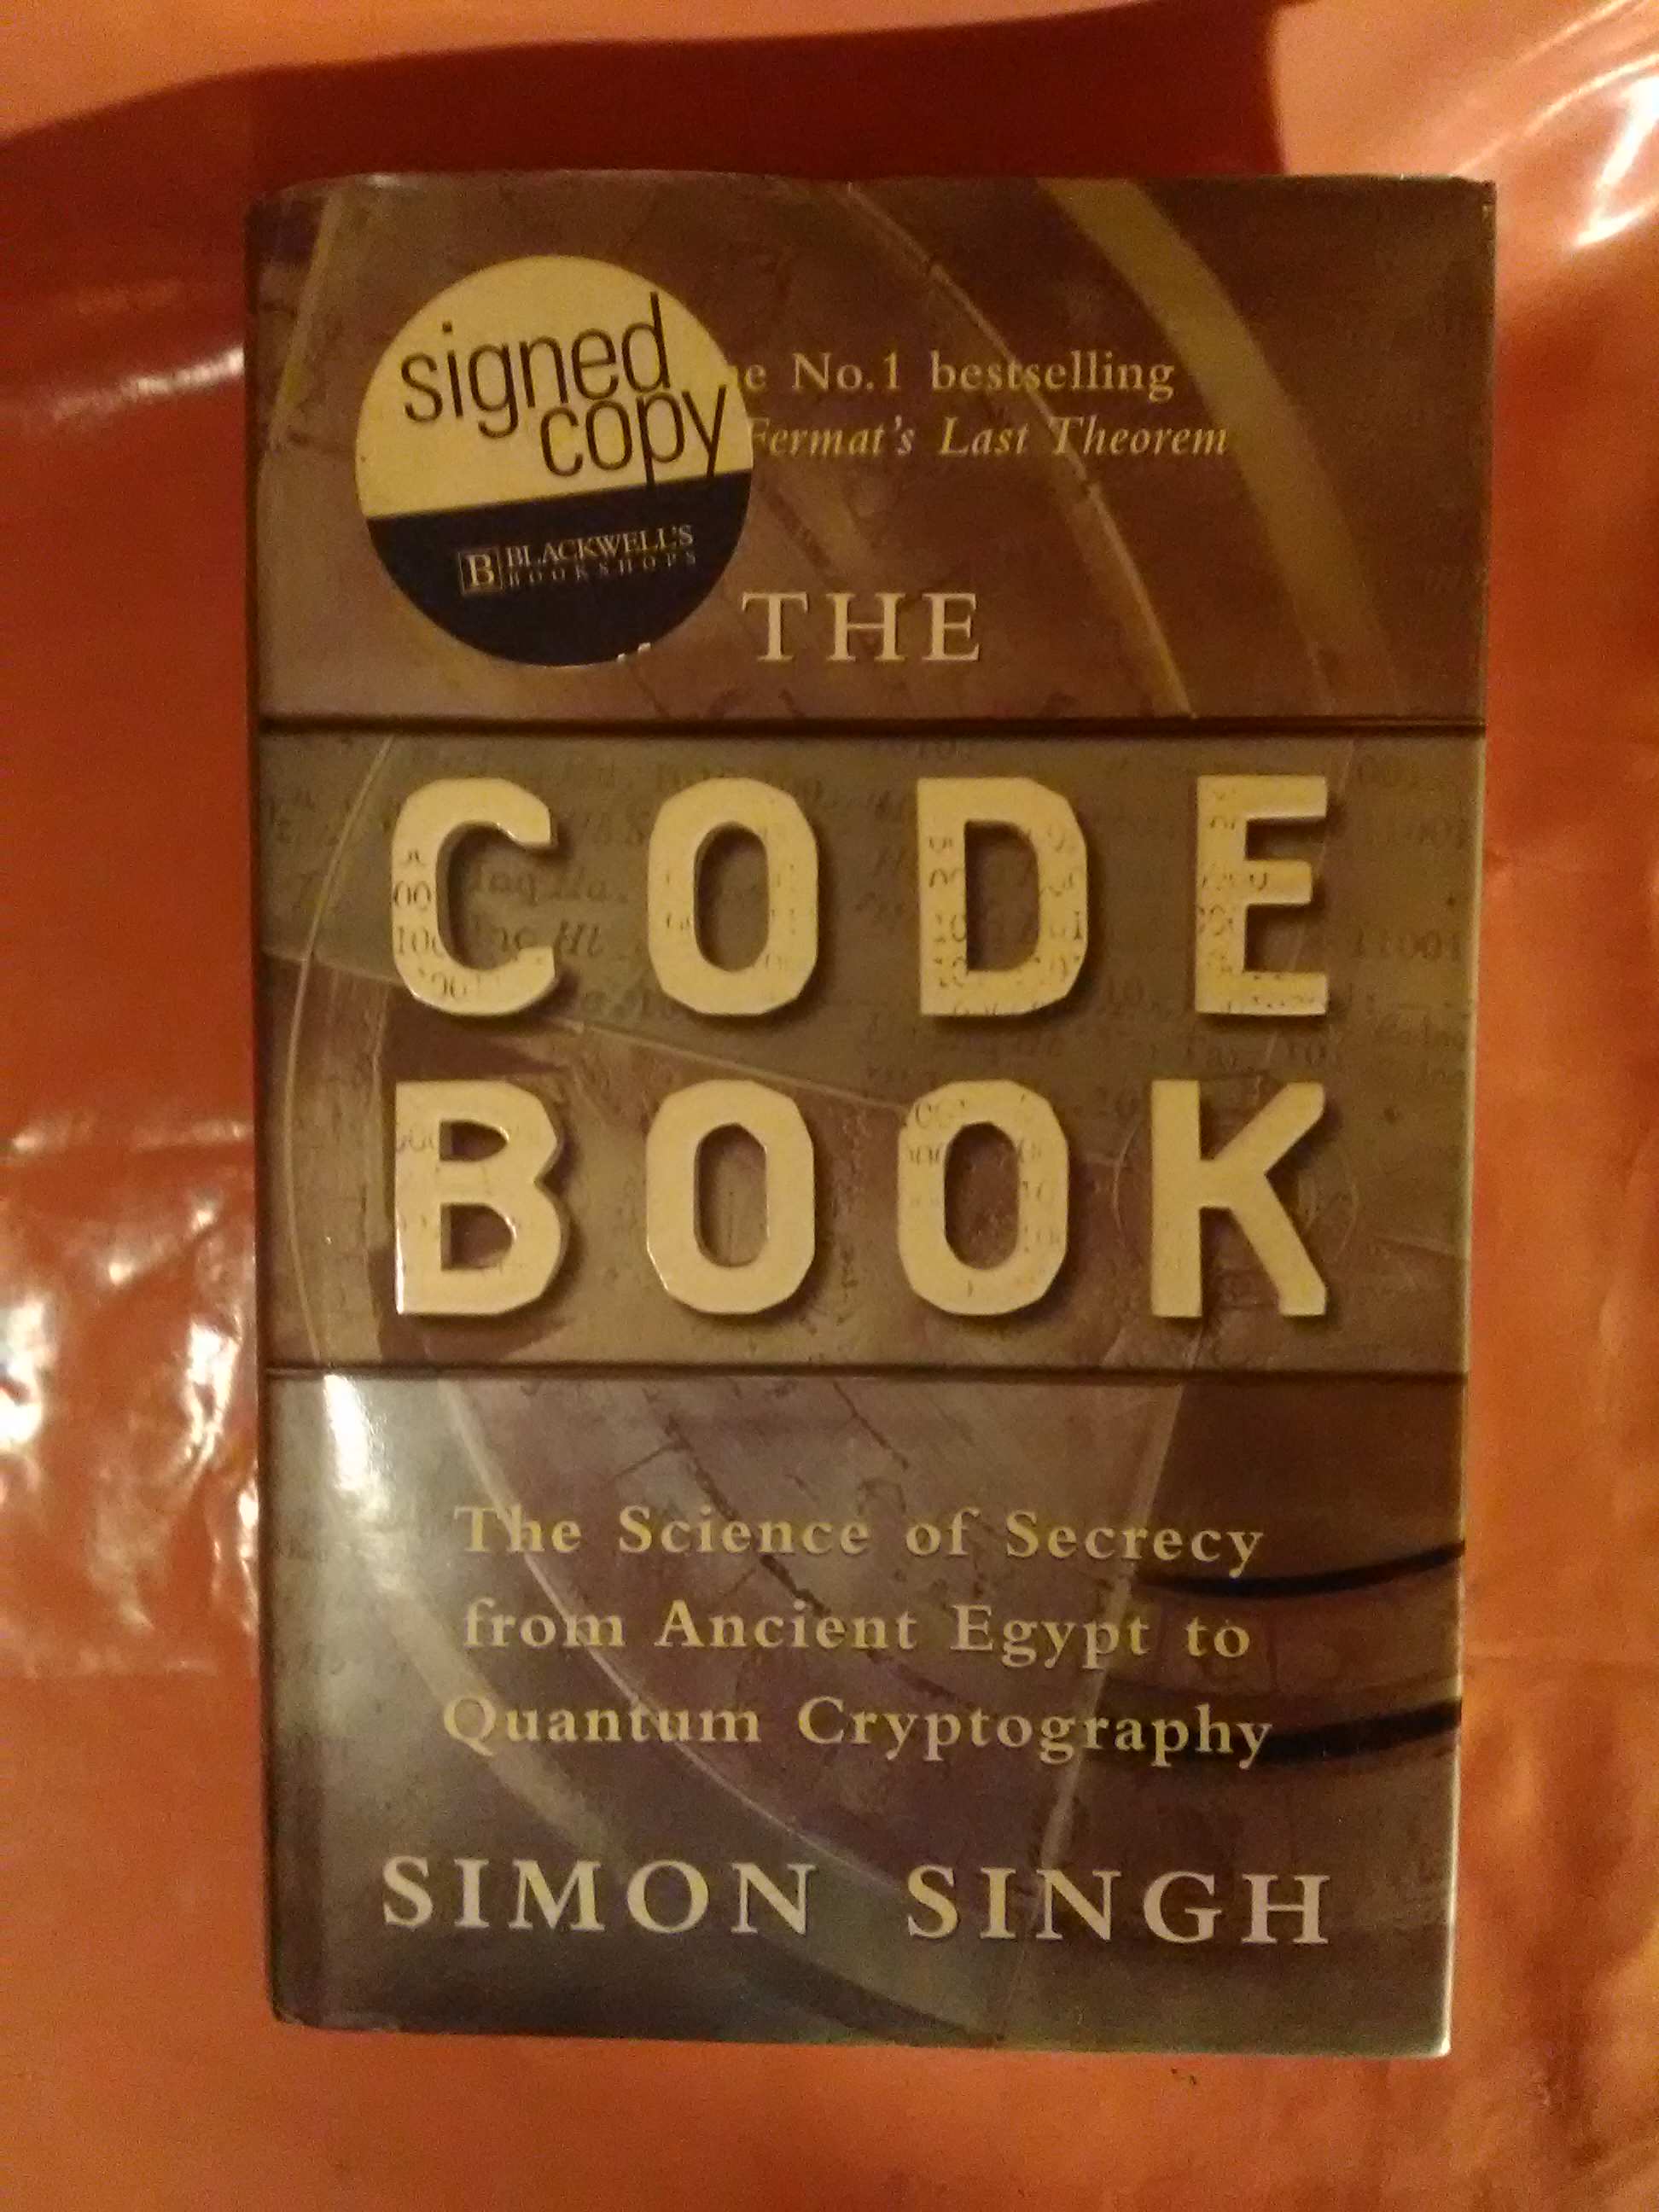 signed
copy
B BLACKWELL'S
BOOKSHOPS
No.1 bestselling
Fermat's Last Theorem
THE
CODE
BOOK
The Science of Secrecy
from Ancient Egypt to
Quantum Cryptography
SIMON SINGH